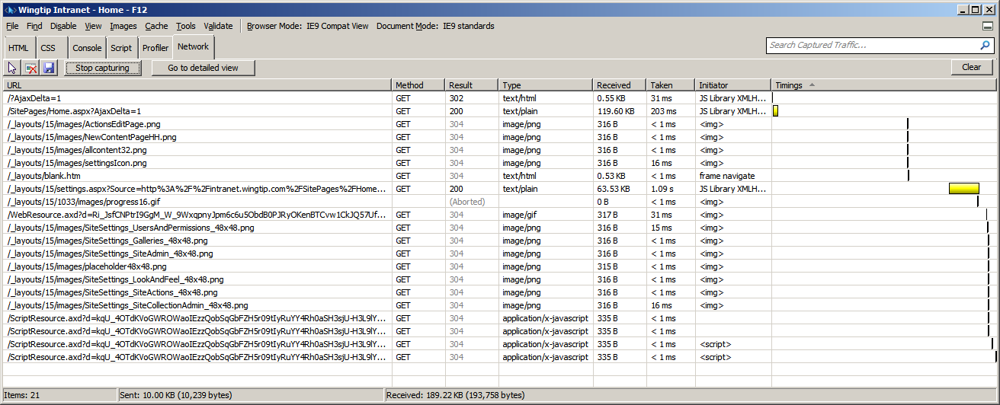 Wingtip Intranet - Home - F12
File Find Disable View Images Cache Tools Validate Browser Mode: IE9 Compat View Document Mode: IE9 standards
HTML CSS Console Script Profiler Network Search Captured Traffic...
Stop capturing Go to detailed view Clear
URL Method Result Type Received Taken Initiator Timings
/?AjaxDelta=1 GET 302 text/html 0.55 KB 31 ms JS Library XMLH...
/SitePages/Home.aspx?AjaxDelta=1 GET 200 text/plain 119.60 KB 203 ms JS Library XMLH...
/_layouts/15/images/ActionsEditPage.png GET 304 image/png 316 B < 1 ms <img>
/_layouts/15/images/NewContentPageHH.png GET 304 image/png 316 B < 1 ms <img>
/_layouts/15/images/allcontent32.png GET 304 image/png 316 B < 1 ms <img>
/_layouts/15/images/settingsIcon.png GET 304 image/png 316 B 16 ms <img>
/_layouts/blank.htm GET 304 text/html 0.53 KB < 1 ms frame navigate
/_layouts/15/settings.aspx?Source=http%3A%2F%2Fintranet.wingtip.com%2FSitePages%2FHome... GET 200 text/plain 63.53 KB 1.09 s JS Library XMLH...
/_layouts/15/1033/images/progress16.gif (Aborted) 0 B < 1 ms <img>
/WebResource.axd?d=Ri_JsfCNPtrI9GgM_W_9WxqpnyJpm6c6u5ObdB0PJRyOKenBTCvw1CkJQ57Uf... GET 304 image/gif 317 B 31 ms <img>
/_layouts/15/images/SiteSettings_UsersAndPermissions_48x48.png GET 304 image/png 316 B 15 ms <img>
/_layouts/15/images/SiteSettings_Galleries_48x48.png GET 304 image/png 316 B < 1 ms <img>
/_layouts/15/images/SiteSettings_SiteAdmin_48x48.png GET 304 image/png 316 B < 1 ms <img>
/_layouts/15/images/placeholder48x48.png GET 304 image/png 315 B < 1 ms <img>
/_layouts/15/images/SiteSettings_LookAndFeel_48x48.png GET 304 image/png 316 B < 1 ms <img>
/_layouts/15/images/SiteSettings_SiteActions_48x48.png GET 304 image/png 316 B < 1 ms <img>
/_layouts/15/images/SiteSettings_SiteCollectionAdmin_48x48.png GET 304 image/png 316 B 16 ms <img>
/ScriptResource.axd?d=kqU_4OTdKVoGWROWaoIEzzQobSqGbFZH5r09tIyRuYY4Rh0aSH3sjU-H3L9lY... GET 304 application/x-javascript 335 B < 1 ms
/ScriptResource.axd?d=kqU_4OTdKVoGWROWaoIEzzQobSqGbFZH5r09tIyRuYY4Rh0aSH3sjU-H3L9lY... GET 304 application/x-javascript 335 B < 1 ms
/ScriptResource.axd?d=kqU_4OTdKVoGWROWaoIEzzQobSqGbFZH5r09tIyRuYY4Rh0aSH3sjU-H3L9lY... GET 304 application/x-javascript 335 B < 1 ms <script>
/ScriptResource.axd?d=kqU_4OTdKVoGWROWaoIEzzQobSqGbFZH5r09tIyRuYY4Rh0aSH3sjU-H3L9lY... GET 304 application/x-javascript 335 B < 1 ms <script>
Items: 21 Sent: 10.00 KB (10,239 bytes) Received: 189.22 KB (193,758 bytes)